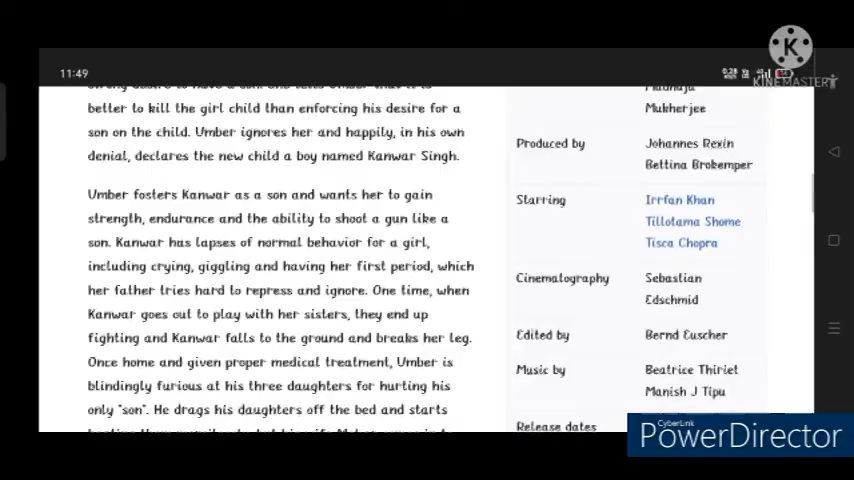 11:49
KINEMASTER
better to kill the girl child than enforcing his desire for a
son on the child. Umber ignores her and happily, in his own
denial, declares the new child a boy named Kanwar Singh.
Umber fosters Kanwar as a son and wants her to gain
strength, endurance and the ability to shoot a gun like a
son. Kanwar has lapses of normal behavior for a girl,
including crying, giggling and having her first period, which
her father tries hard to repress and ignore. One time, when
Kanwar goes out to play with her sisters, they end up
fighting and Kanwar falls to the ground and breaks her leg.
Once home and given proper medical treatment, Umber is
blindingly furious at his three daughters for hurting his
only "son". He drags his daughters off the bed and starts
Mukherjee
Produced by
Johannes Rexin
Bettina Brokemper
Starring
Irrfan Khan
Tillotama Shome
Tisca Chopra
Cinematography
Sebastian
Edschmid
Edited by
Bernd Euscher
Music by
Beatrice Thiriet
Manish J Tipu
Release dates
CyberLink
PowerDirector